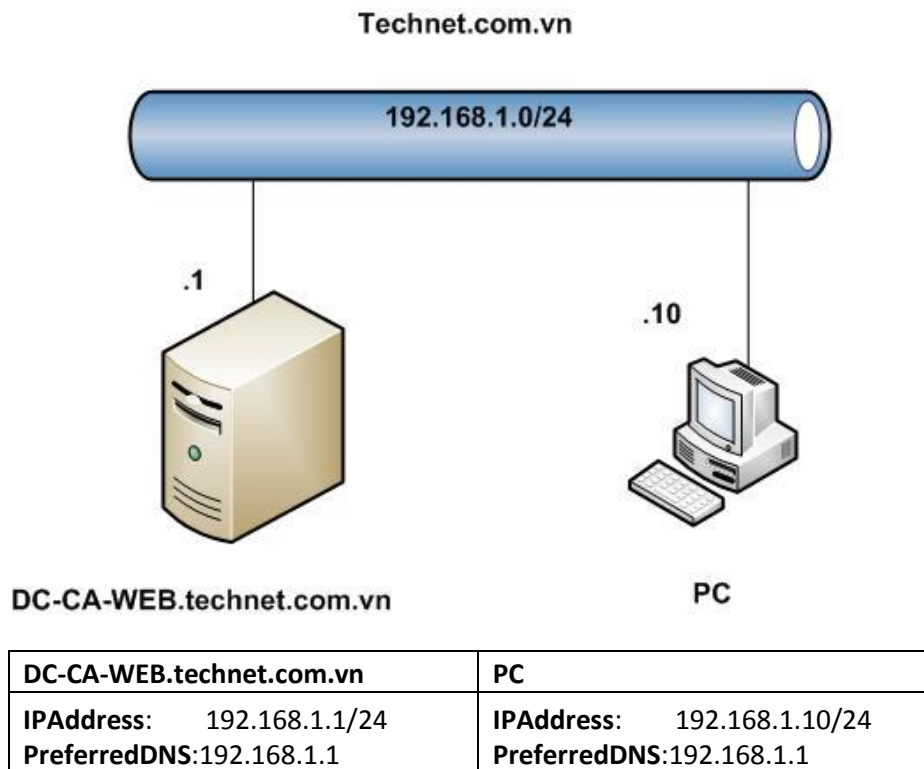 Technet.com.vn
192.168.1.0/24
.1
.10
DC-CA-WEB.technet.com.vn
PC
DC-CA-WEB.technet.com.vn PC
IPAddress: 192.168.1.1/24 IPAddress: 192.168.1.10/24
PreferredDNS:192.168.1.1 PreferredDNS:192.168.1.1